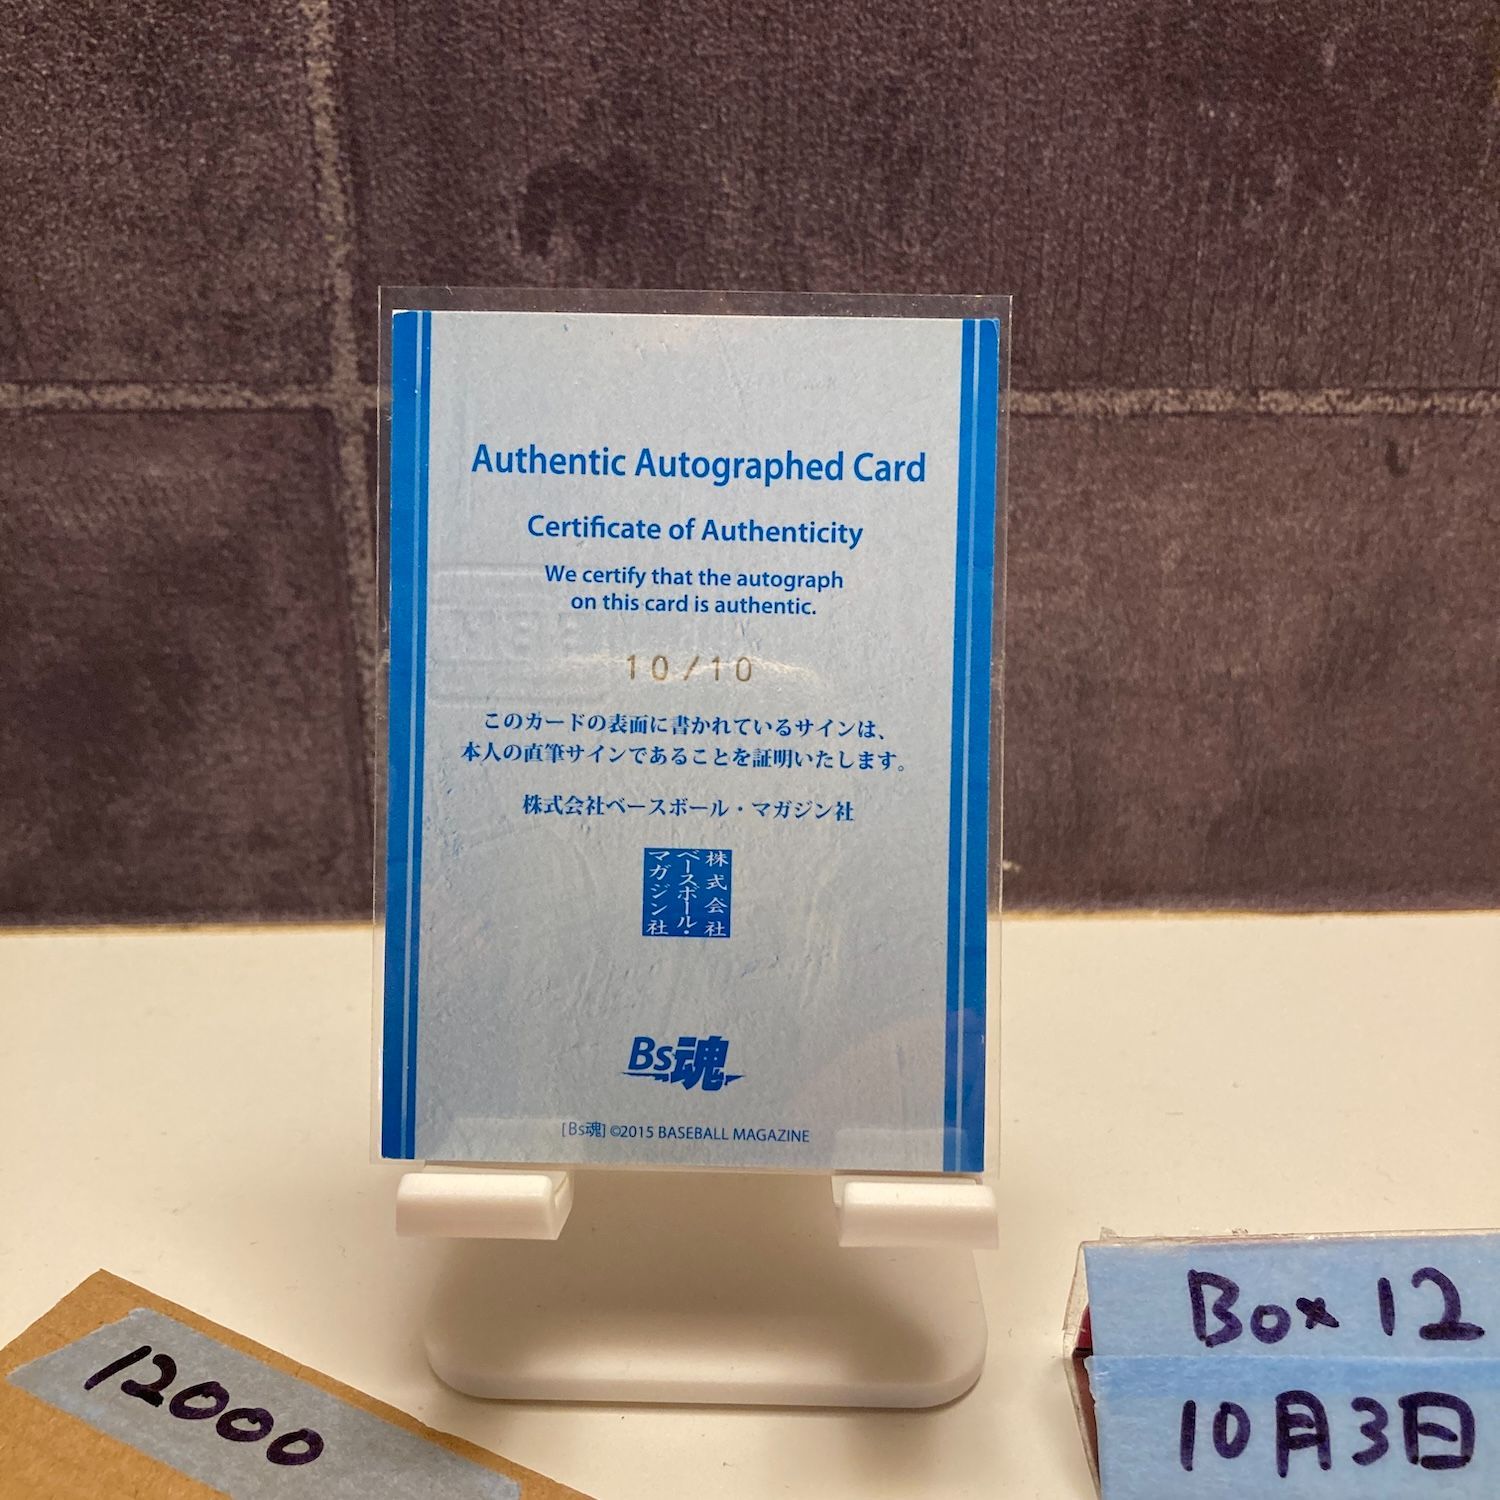 Authentic Autographed Card
Certificate of Authenticity
We certify that the autograph
on this card is authentic.
10/10
このカードの表面に書かれているサインは、
本人の直筆サインであることを証明いたします。
株式会社ベースボール・マガジン社
株式会社
ベースボール・
マガジン社
Bs魂
[Bs魂] ©2015 BASEBALL MAGAZINE
12000
Box 12
10月3日